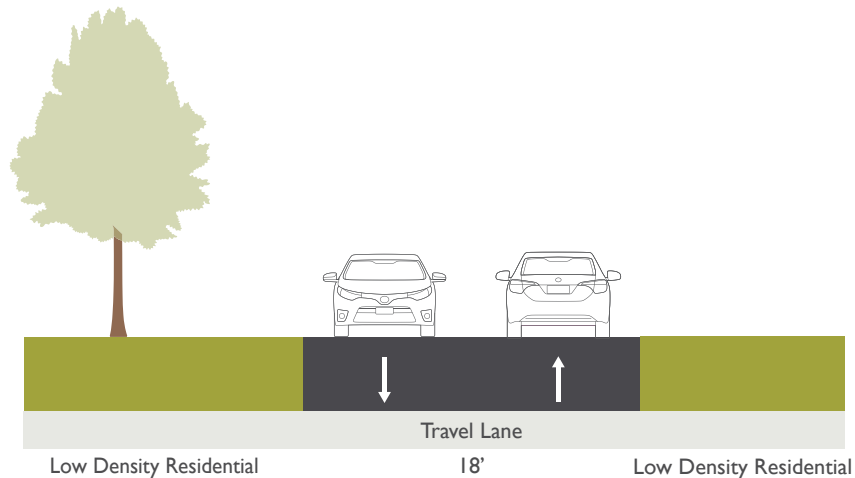 Travel Lane
Low Density Residential 18’ Low Density Residential